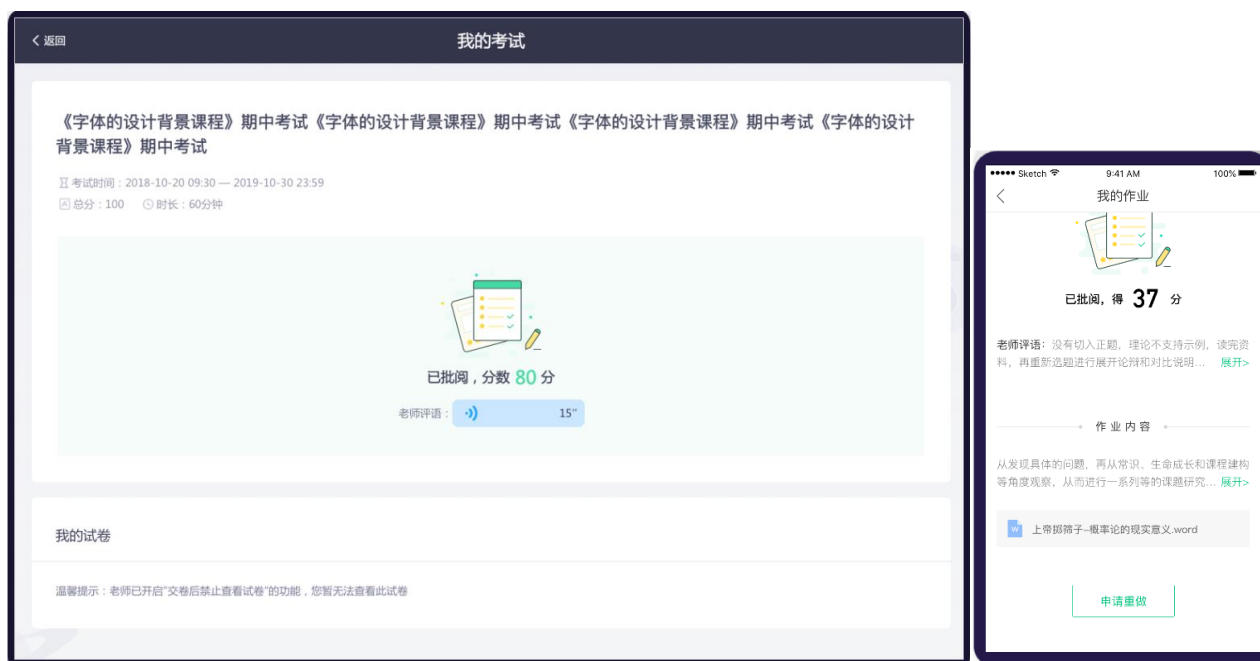 返回
我的考试
《字体的设计背景课程》期中考试《字体的设计背景课程》期中考试《字体的设计背景课程》期中考试《字体的设计
背景课程》期中考试
考试时间：2018-10-20 09:30 — 2019-10-30 23:59
总分：100 时长：60分钟
已批阅，分数 80 分
老师评语： 15"
我的试卷
温馨提示：老师已开启"交卷后禁止查看试卷"的功能，您暂无法查看此试卷
Sketch 9:41 AM 100%
我的作业
已批阅，得 37 分
老师评语：没有切入正题，理论不支持示例，读完资
料，再重新选题进行展开论辩和对比说明... 展开>
作业内容
从发现具体的问题，再从常识、生命成长和课程建构
等角度观察，从而进行一系列等的课题研究... 展开>
W 上帝掷筛子–概率论的现实意义.word
申请重做